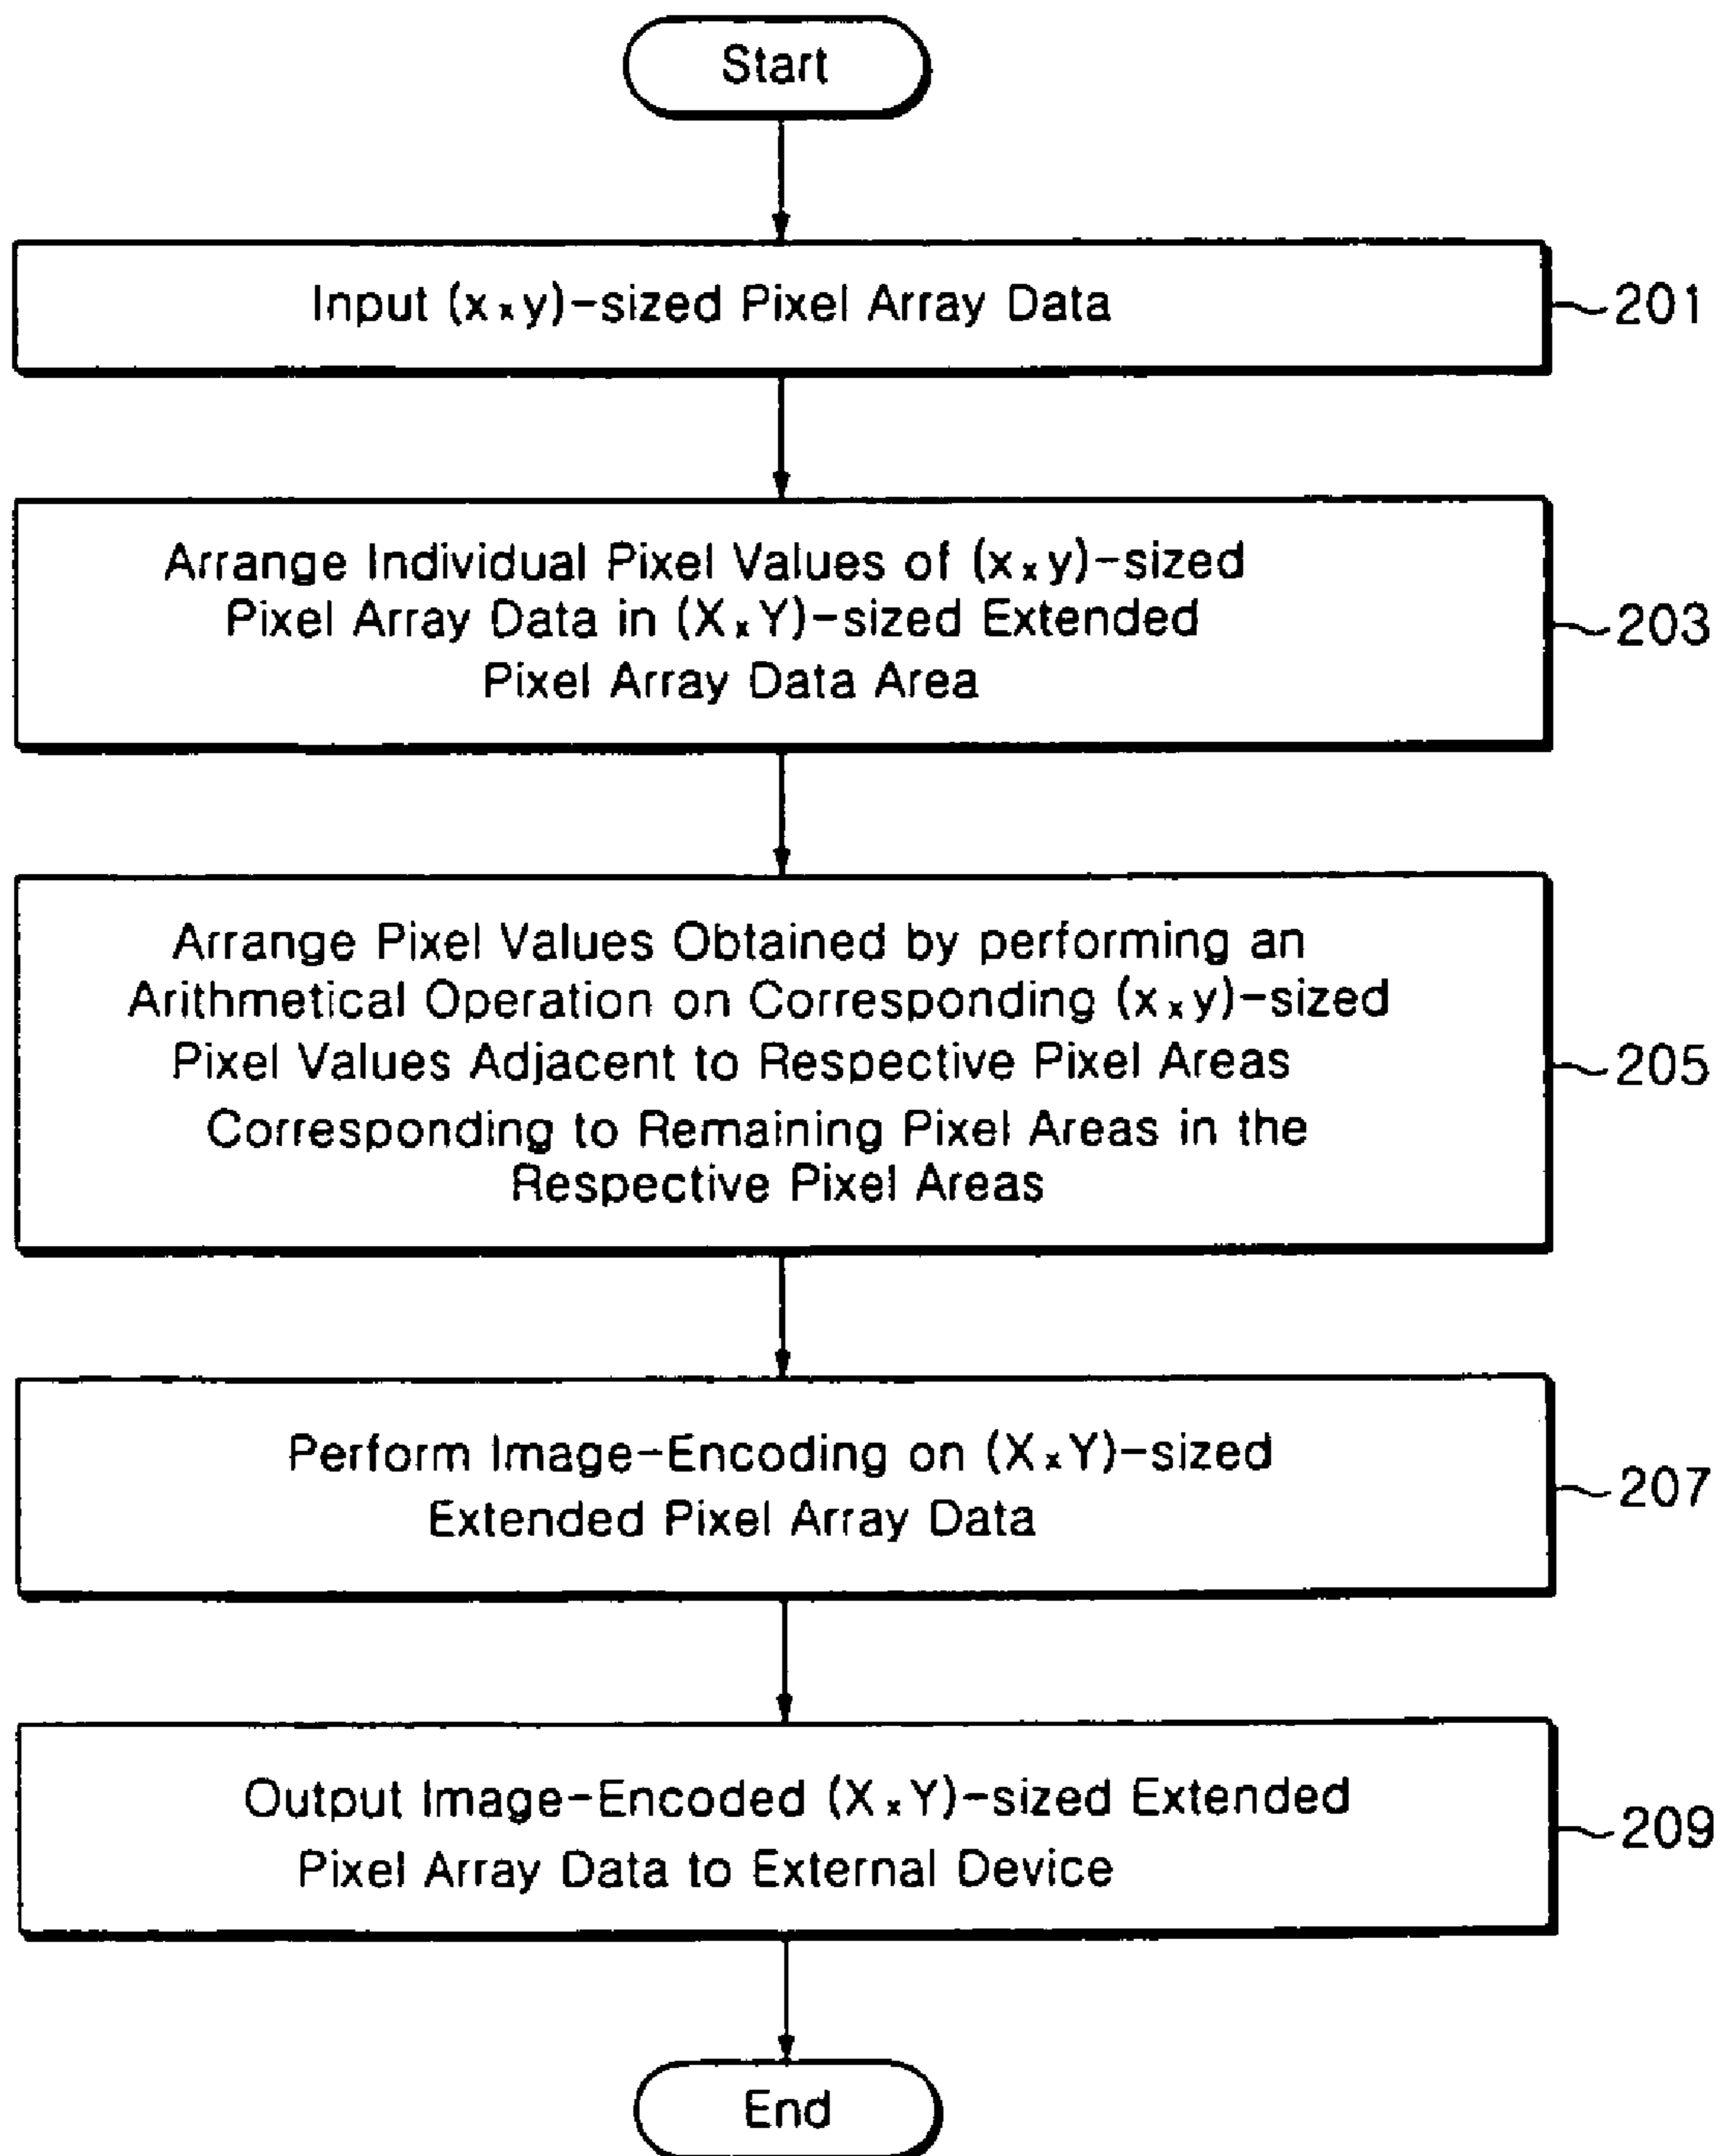 Start
Input (x×y)-sized Pixel Array Data
201
Arrange Individual Pixel Values of (x×y)-sized
Pixel Array Data in (X×Y)-sized Extended
Pixel Array Data Area
203
Arrange Pixel Values Obtained by performing an
Arithmetical Operation on Corresponding (x×y)-sized
Pixel Values Adjacent to Respective Pixel Areas
Corresponding to Remaining Pixel Areas in the
Respective Pixel Areas
205
Perform Image-Encoding on (X×Y)-sized
Extended Pixel Array Data
207
Output Image-Encoded (X×Y)-sized Extended
Pixel Array Data to External Device
209
End